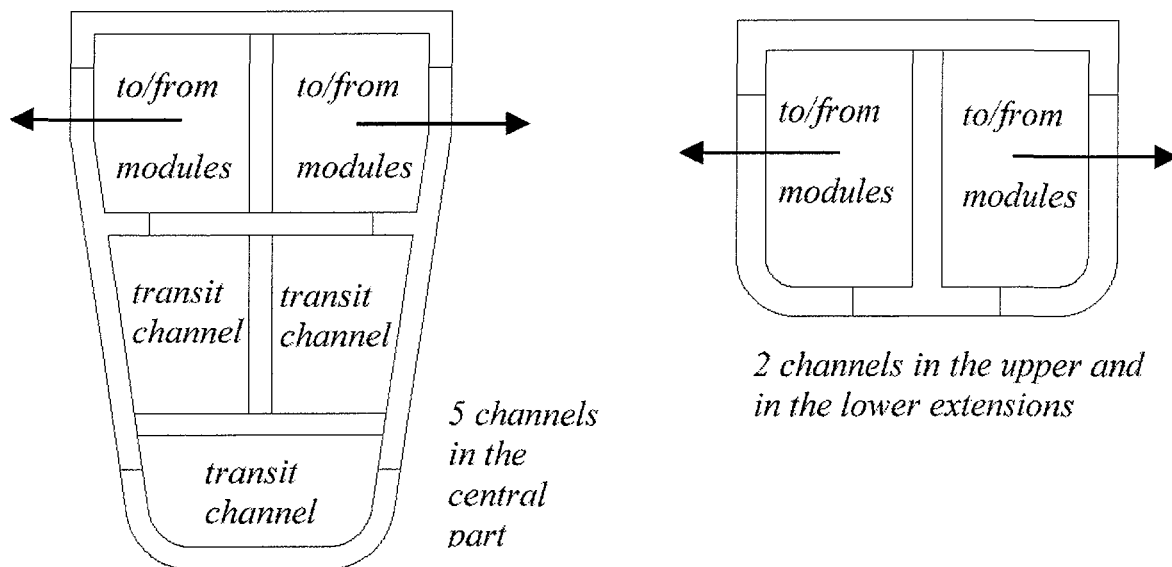 to/from
modules
to/from
modules
transit
channel
transit
channel
transit
channel
5 channels
in the
central
part
to/from
modules
to/from
modules
2 channels in the upper and
in the lower extensions